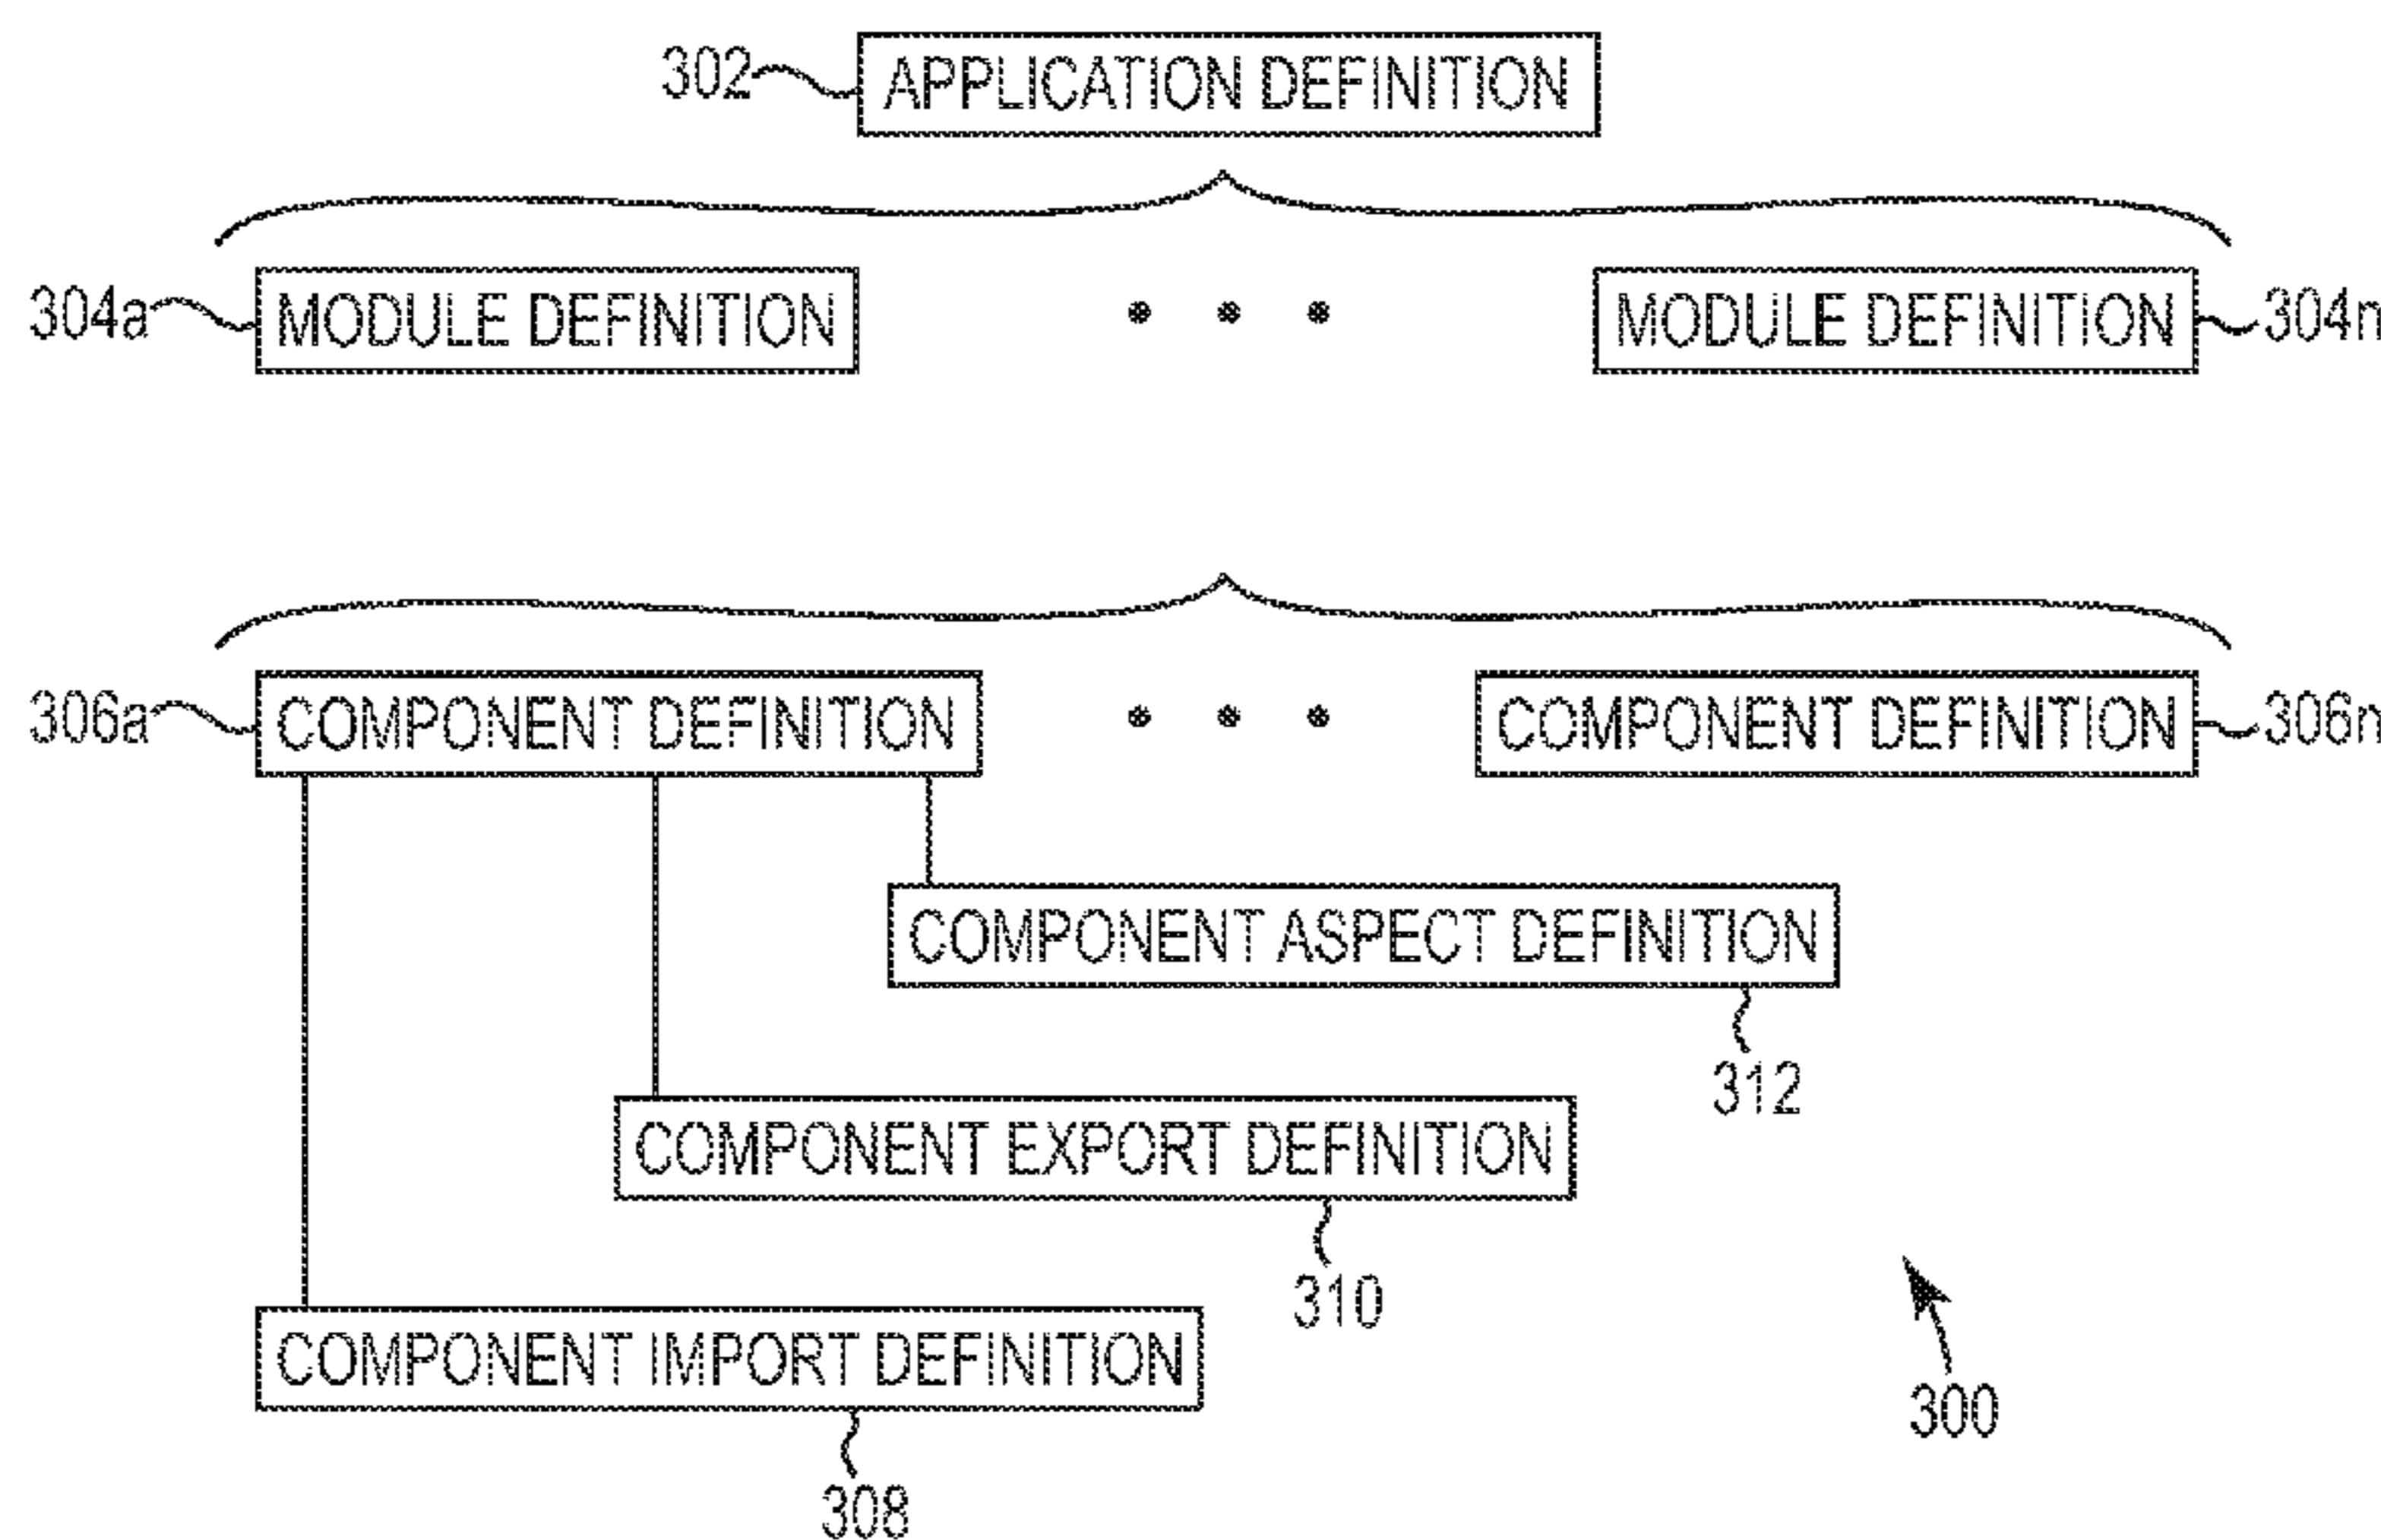 302 APPLICATION DEFINITION
304a MODULE DEFINITION • • • MODULE DEFINITION 304n
306a COMPONENT DEFINITION • • • COMPONENT DEFINITION 306n
COMPONENT ASPECT DEFINITION
312
COMPONENT EXPORT DEFINITION
310
COMPONENT IMPORT DEFINITION
300
308